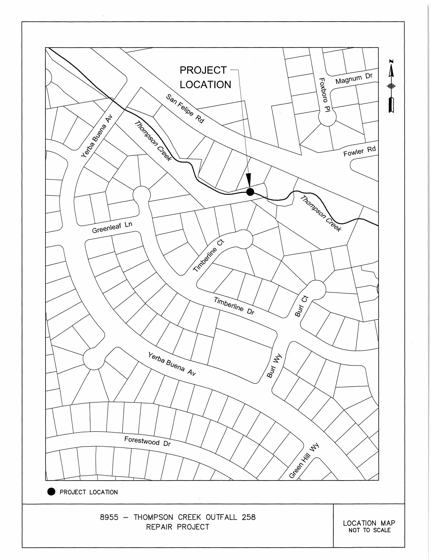 PROJECT
LOCATION
Magnum Dr
Foxboro Pl
San Felipe Rd
Yerba Buena Av
Thompson Creek
Fowler Rd
Thompson Creek
Greenleaf Ln
Timberline Ct
Timberline Dr
Burl Ct
Yerba Buena Av
Burl Wy
Forestwood Dr
Green Hill Wy
N
PROJECT LOCATION
8955 – THOMPSON CREEK OUTFALL 258
REPAIR PROJECT
LOCATION MAP
NOT TO SCALE